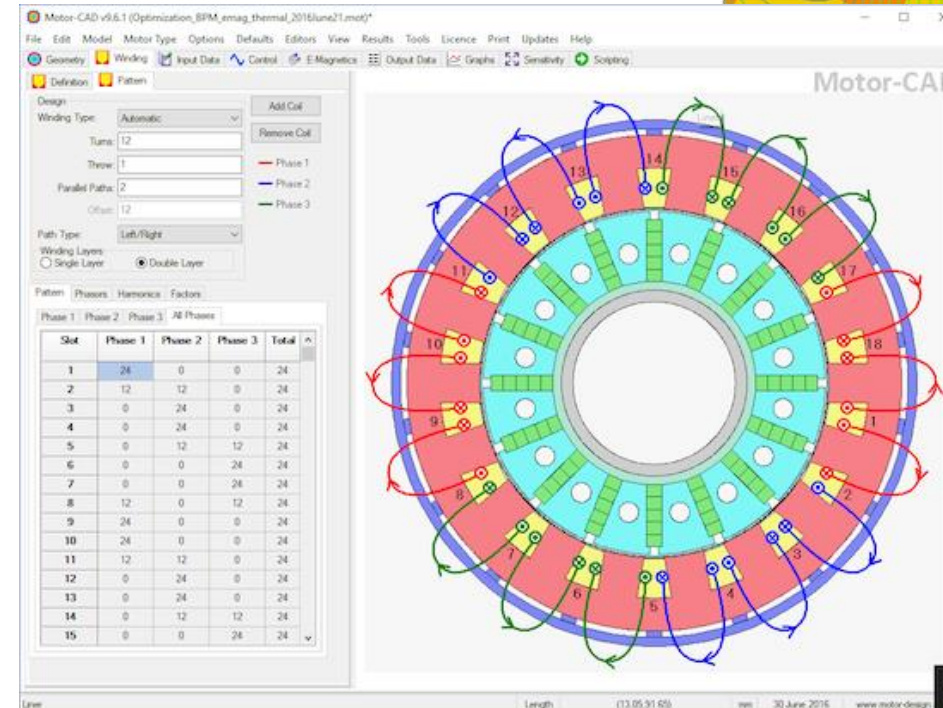 Motor-CAD v9.6.1 (Optimization_BPM_emag_thermal_2016June21.mot)*
File Edit Model Motor Type Options Defaults Editors View Results Tools Licence Print Updates Help
Geometry Winding Input Data Control E-Magnetics Output Data Graphs Sensitivity Scripting
Definition Pattern
Motor-CAD
Design
Winding Type: Automatic
Add Coil
Turns: 12
Remove Coil
Throw: 1
Phase 1
Parallel Paths: 2
Phase 2
Offset: 12
Phase 3
Path Type: Left/Right
Winding Layers
Single Layer Double Layer
Pattern Phasors Harmonics Factors
Phase 1 Phase 2 Phase 3 All Phases
Slot Phase 1 Phase 2 Phase 3 Total
1 24 0 0 24
2 12 12 0 24
3 0 24 0 24
4 0 24 0 24
5 0 12 12 24
6 0 0 24 24
7 0 0 24 24
8 12 0 12 24
9 24 0 0 24
10 24 0 0 24
11 12 12 0 24
12 0 24 0 24
13 0 24 0 24
14 0 12 12 24
15 0 0 24 24
14
13 15
12 16
11 17
10 18
9 1
8 2
7 3
6 4
5
Liner
Length (13.05,91.65) mm 30 June 2016 www.motor-design.